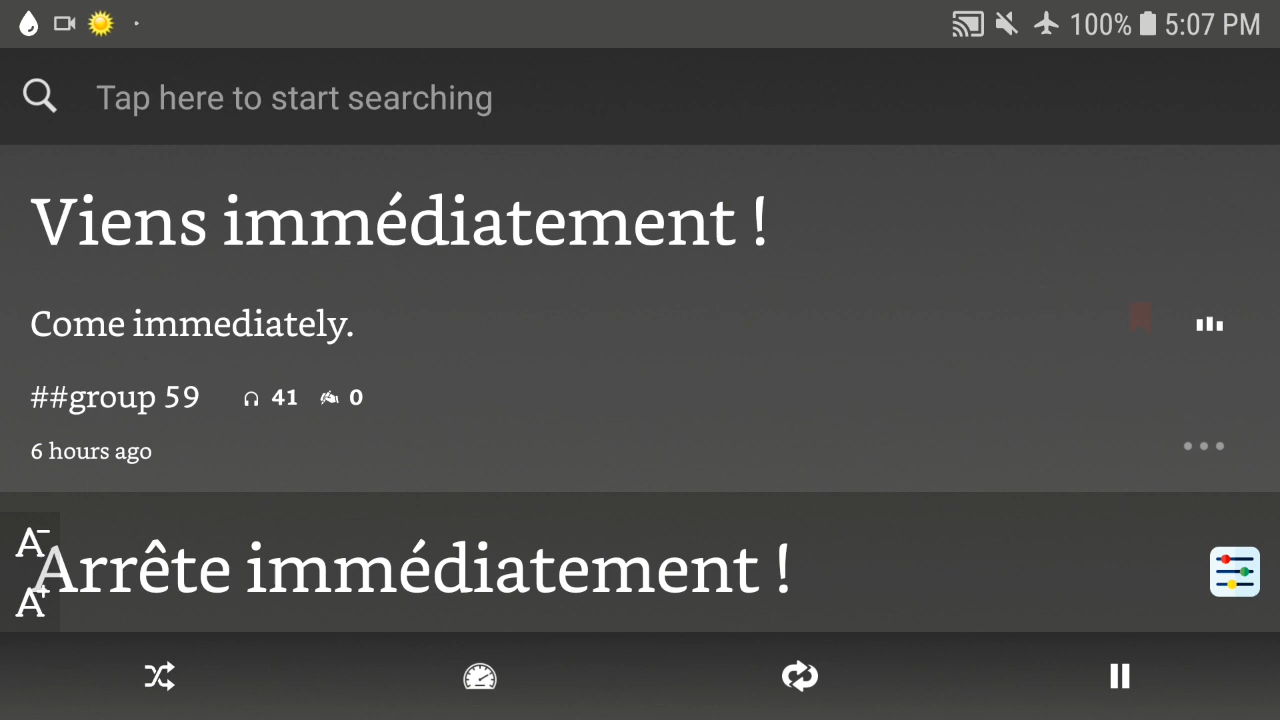 100% 5:07 PM
Tap here to start searching
Viens immédiatement !
Come immediately.
##group 59 41 0
6 hours ago
A-
Arrête immédiatement !
A+